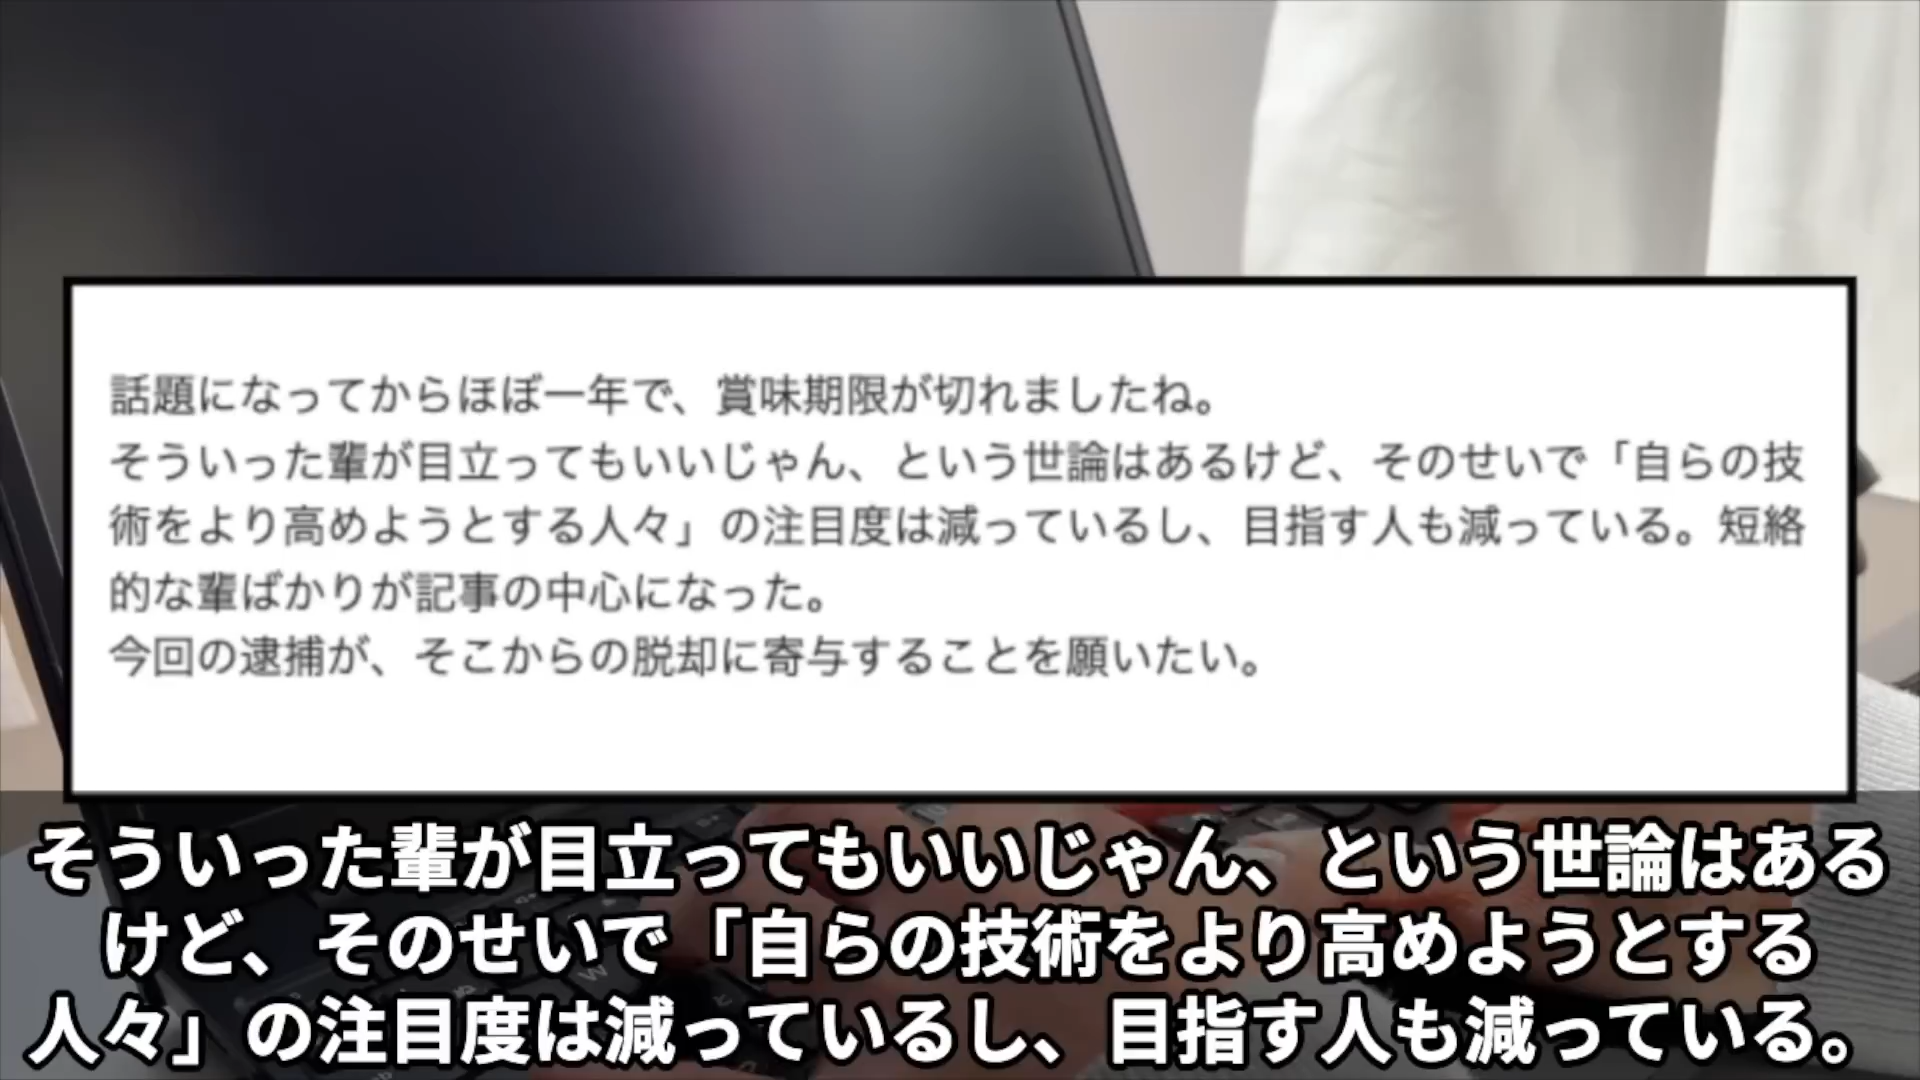 話題になってからほぼ一年で、賞味期限が切れましたね。
そういった輩が目立ってもいいじゃん、という世論はあるけど、そのせいで「自らの技
術をより高めようとする人々」の注目度は減っているし、目指す人も減っている。短絡
的な輩ばかりが記事の中心になった。
今回の逮捕が、そこからの脱却に寄与することを願いたい。
そういった輩が目立ってもいいじゃん、という世論はある
けど、そのせいで「自らの技術をより高めようとする
人々」の注目度は減っているし、目指す人も減っている。